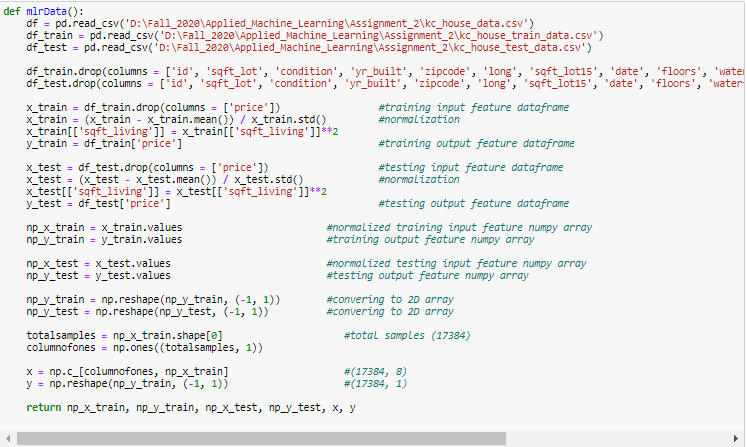 def mlrData():
    df = pd.read_csv('D:\Fall_2020\Applied_Machine_Learning\Assignment_2\kc_house_data.csv')
    df_train = pd.read_csv('D:\Fall_2020\Applied_Machine_Learning\Assignment_2\kc_house_train_data.csv')
    df_test = pd.read_csv('D:\Fall_2020\Applied_Machine_Learning\Assignment_2\kc_house_test_data.csv')
    df_train.drop(columns = ['id', 'sqft_lot', 'condition', 'yr_built', 'zipcode', 'long', 'sqft_lot15', 'date', 'floors', 'water
    df_test.drop(columns = ['id', 'sqft_lot', 'condition', 'yr_built', 'zipcode', 'long', 'sqft_lot15', 'date', 'floors', 'water
    x_train = df_train.drop(columns = ['price']) #training input feature dataframe
    x_train = (x_train - x_train.mean()) / x_train.std() #normalization
    x_train[['sqft_living']] = x_train[['sqft_living']]**2
    y_train = df_train['price'] #training output feature dataframe
    x_test = df_test.drop(columns = ['price']) #testing input feature dataframe
    x_test = (x_test - x_test.mean()) / x_test.std() #normalization
    x_test[['sqft_living']] = x_test[['sqft_living']]**2
    y_test = df_test['price'] #testing output feature dataframe
    np_x_train = x_train.values #normalized training input feature numpy array
    np_y_train = y_train.values #training output feature numpy array
    np_x_test = x_test.values #normalized testing input feature numpy array
    np_y_test = y_test.values #testing output feature numpy array
    np_y_train = np.reshape(np_y_train, (-1, 1)) #convering to 2D array
    np_y_test = np.reshape(np_y_test, (-1, 1)) #convering to 2D array
    totalsamples = np_x_train.shape[0] #total samples (17384)
    columnofones = np.ones((totalsamples, 1))
    x = np.c_[columnofones, np_x_train] #(17384, 8)
    y = np.reshape(np_y_train, (-1, 1)) #(17384, 1)
    return np_x_train, np_y_train, np_x_test, np_y_test, x, y